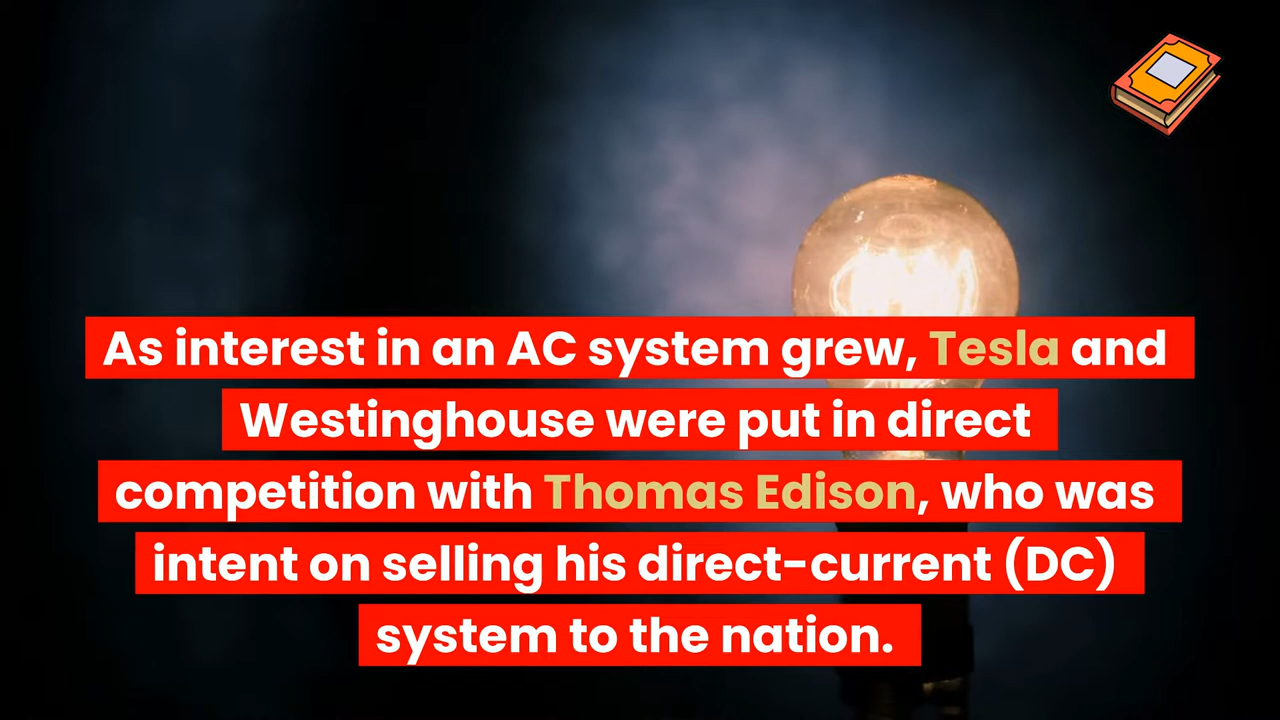 As interest in an AC system grew, Tesla and
Westinghouse were put in direct
competition with Thomas Edison, who was
intent on selling his direct-current (DC)
system to the nation.